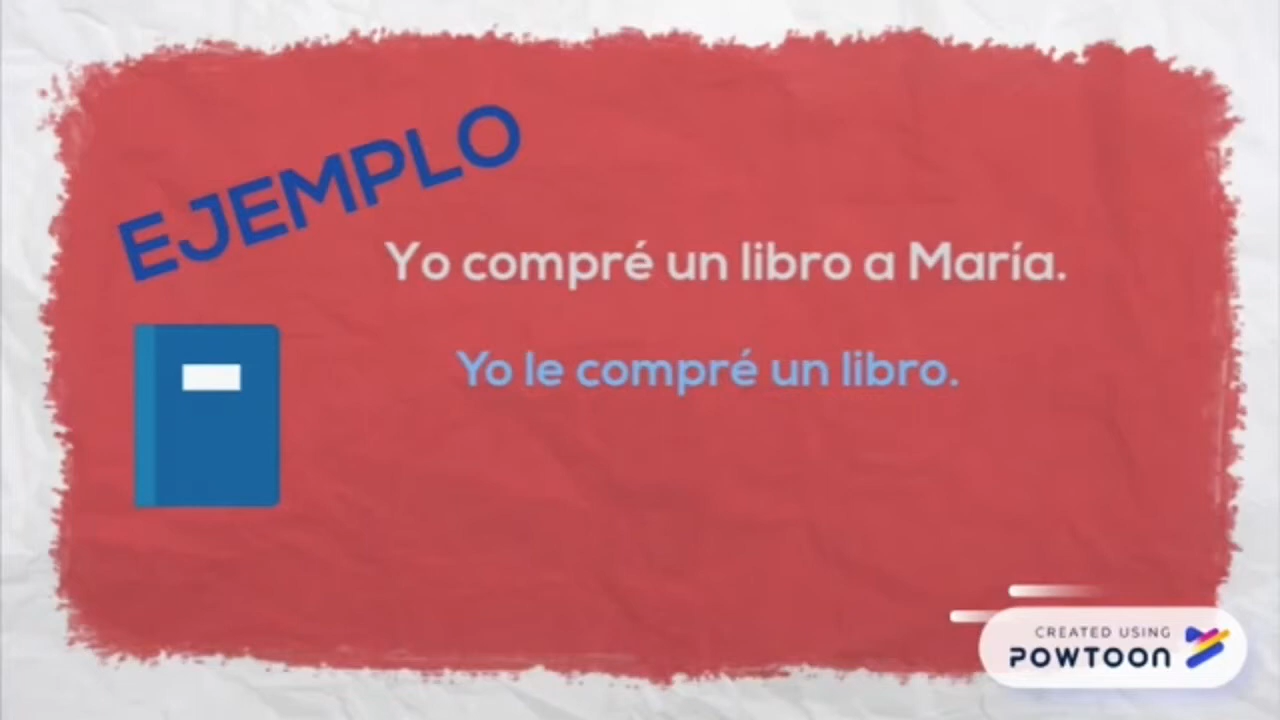 EJEMPLO
Yo compré un libro a María.
Yo le compré un libro.
CREATED USING
POWTOON